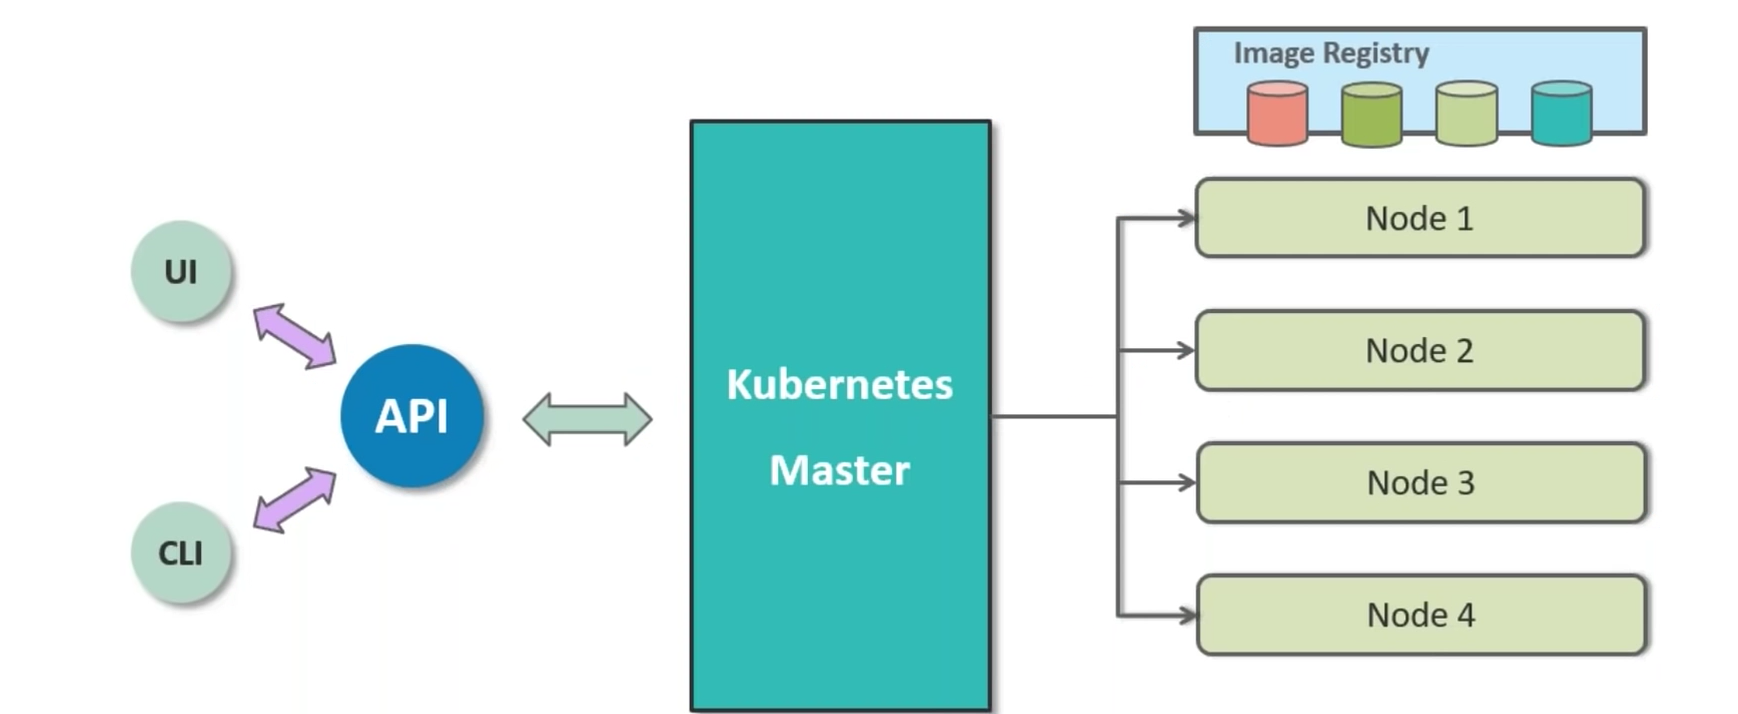 Image Registry
UI
API
CLI
Kubernetes
Master
Node 1
Node 2
Node 3
Node 4